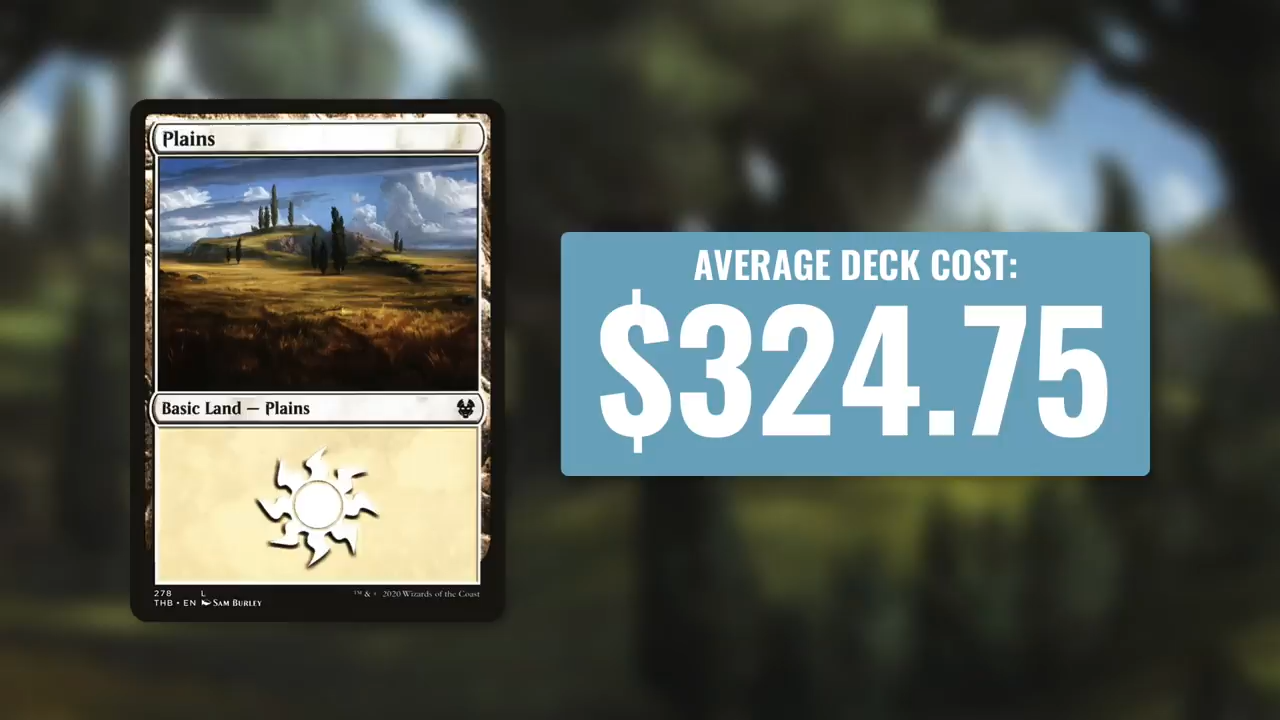 Plains
Basic Land — Plains
278 L
THB • EN SAM BURLEY
™ & © 2020 Wizards of the Coast
AVERAGE DECK COST:
$324.75